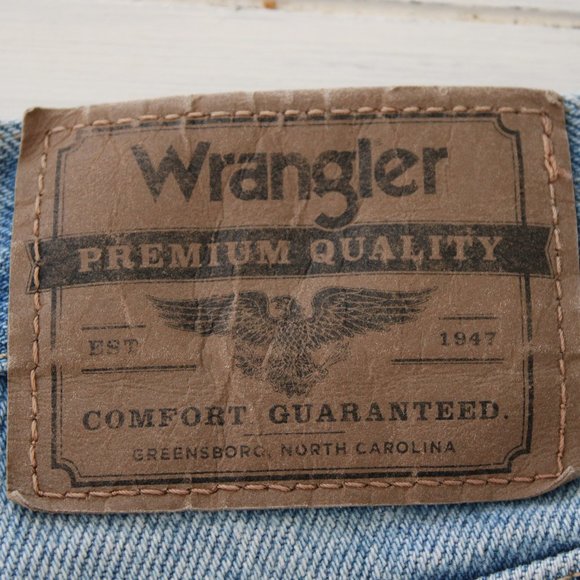 Wrangler
PREMIUM QUALITY
EST 1947
COMFORT GUARANTEED.
GREENSBORO, NORTH CAROLINA